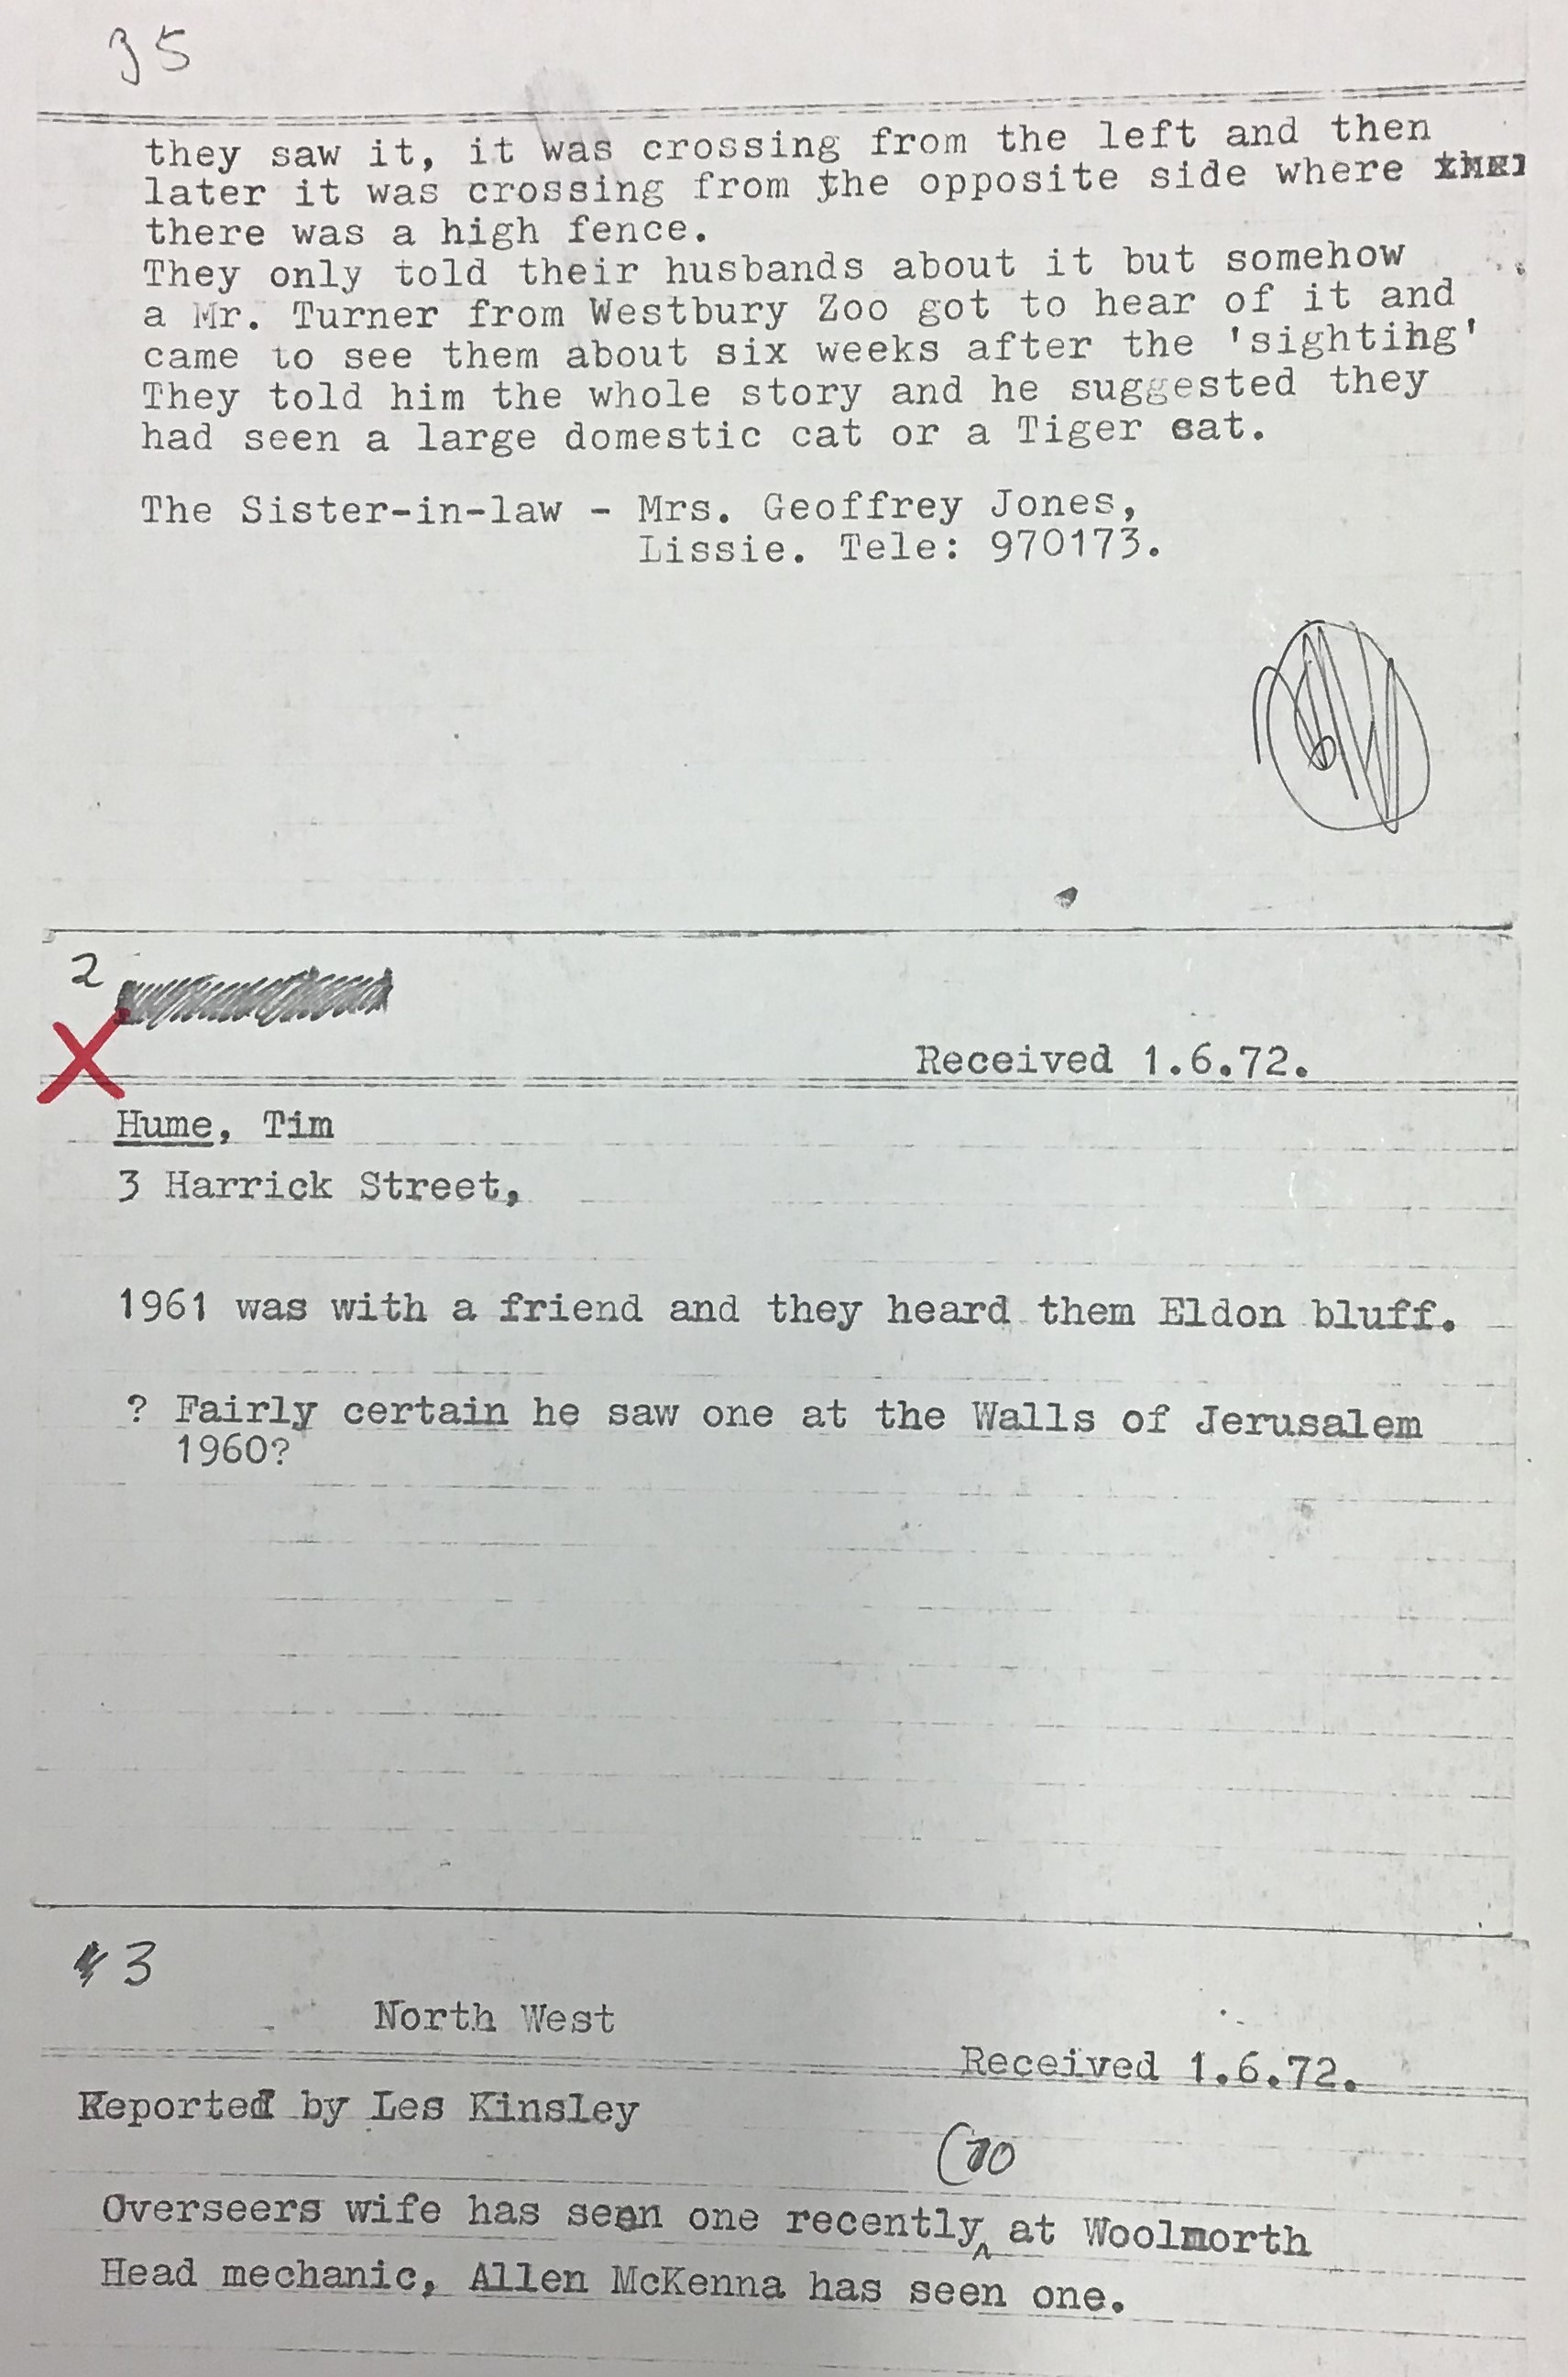 35
they saw it, it was crossing from the left and then
later it was crossing from the opposite side where
there was a high fence.
They only told their husbands about it but somehow
a Mr. Turner from Westbury Zoo got to hear of it and
came to see them about six weeks after the 'sighting'
They told him the whole story and he suggested they
had seen a large domestic cat or a Tiger cat.
The Sister-in-law - Mrs. Geoffrey Jones,
Lissie. Tele: 970173.
2
Received 1.6.72.
Hume, Tim
3 Harrick Street,
1961 was with a friend and they heard them Eldon bluff.
? Fairly certain he saw one at the Walls of Jerusalem
1960?
3
North West
Received 1.6.72.
Reported by Les Kinsley
Overseers wife has seen one recently at Woolmorth
Head mechanic, Allen McKenna has seen one.